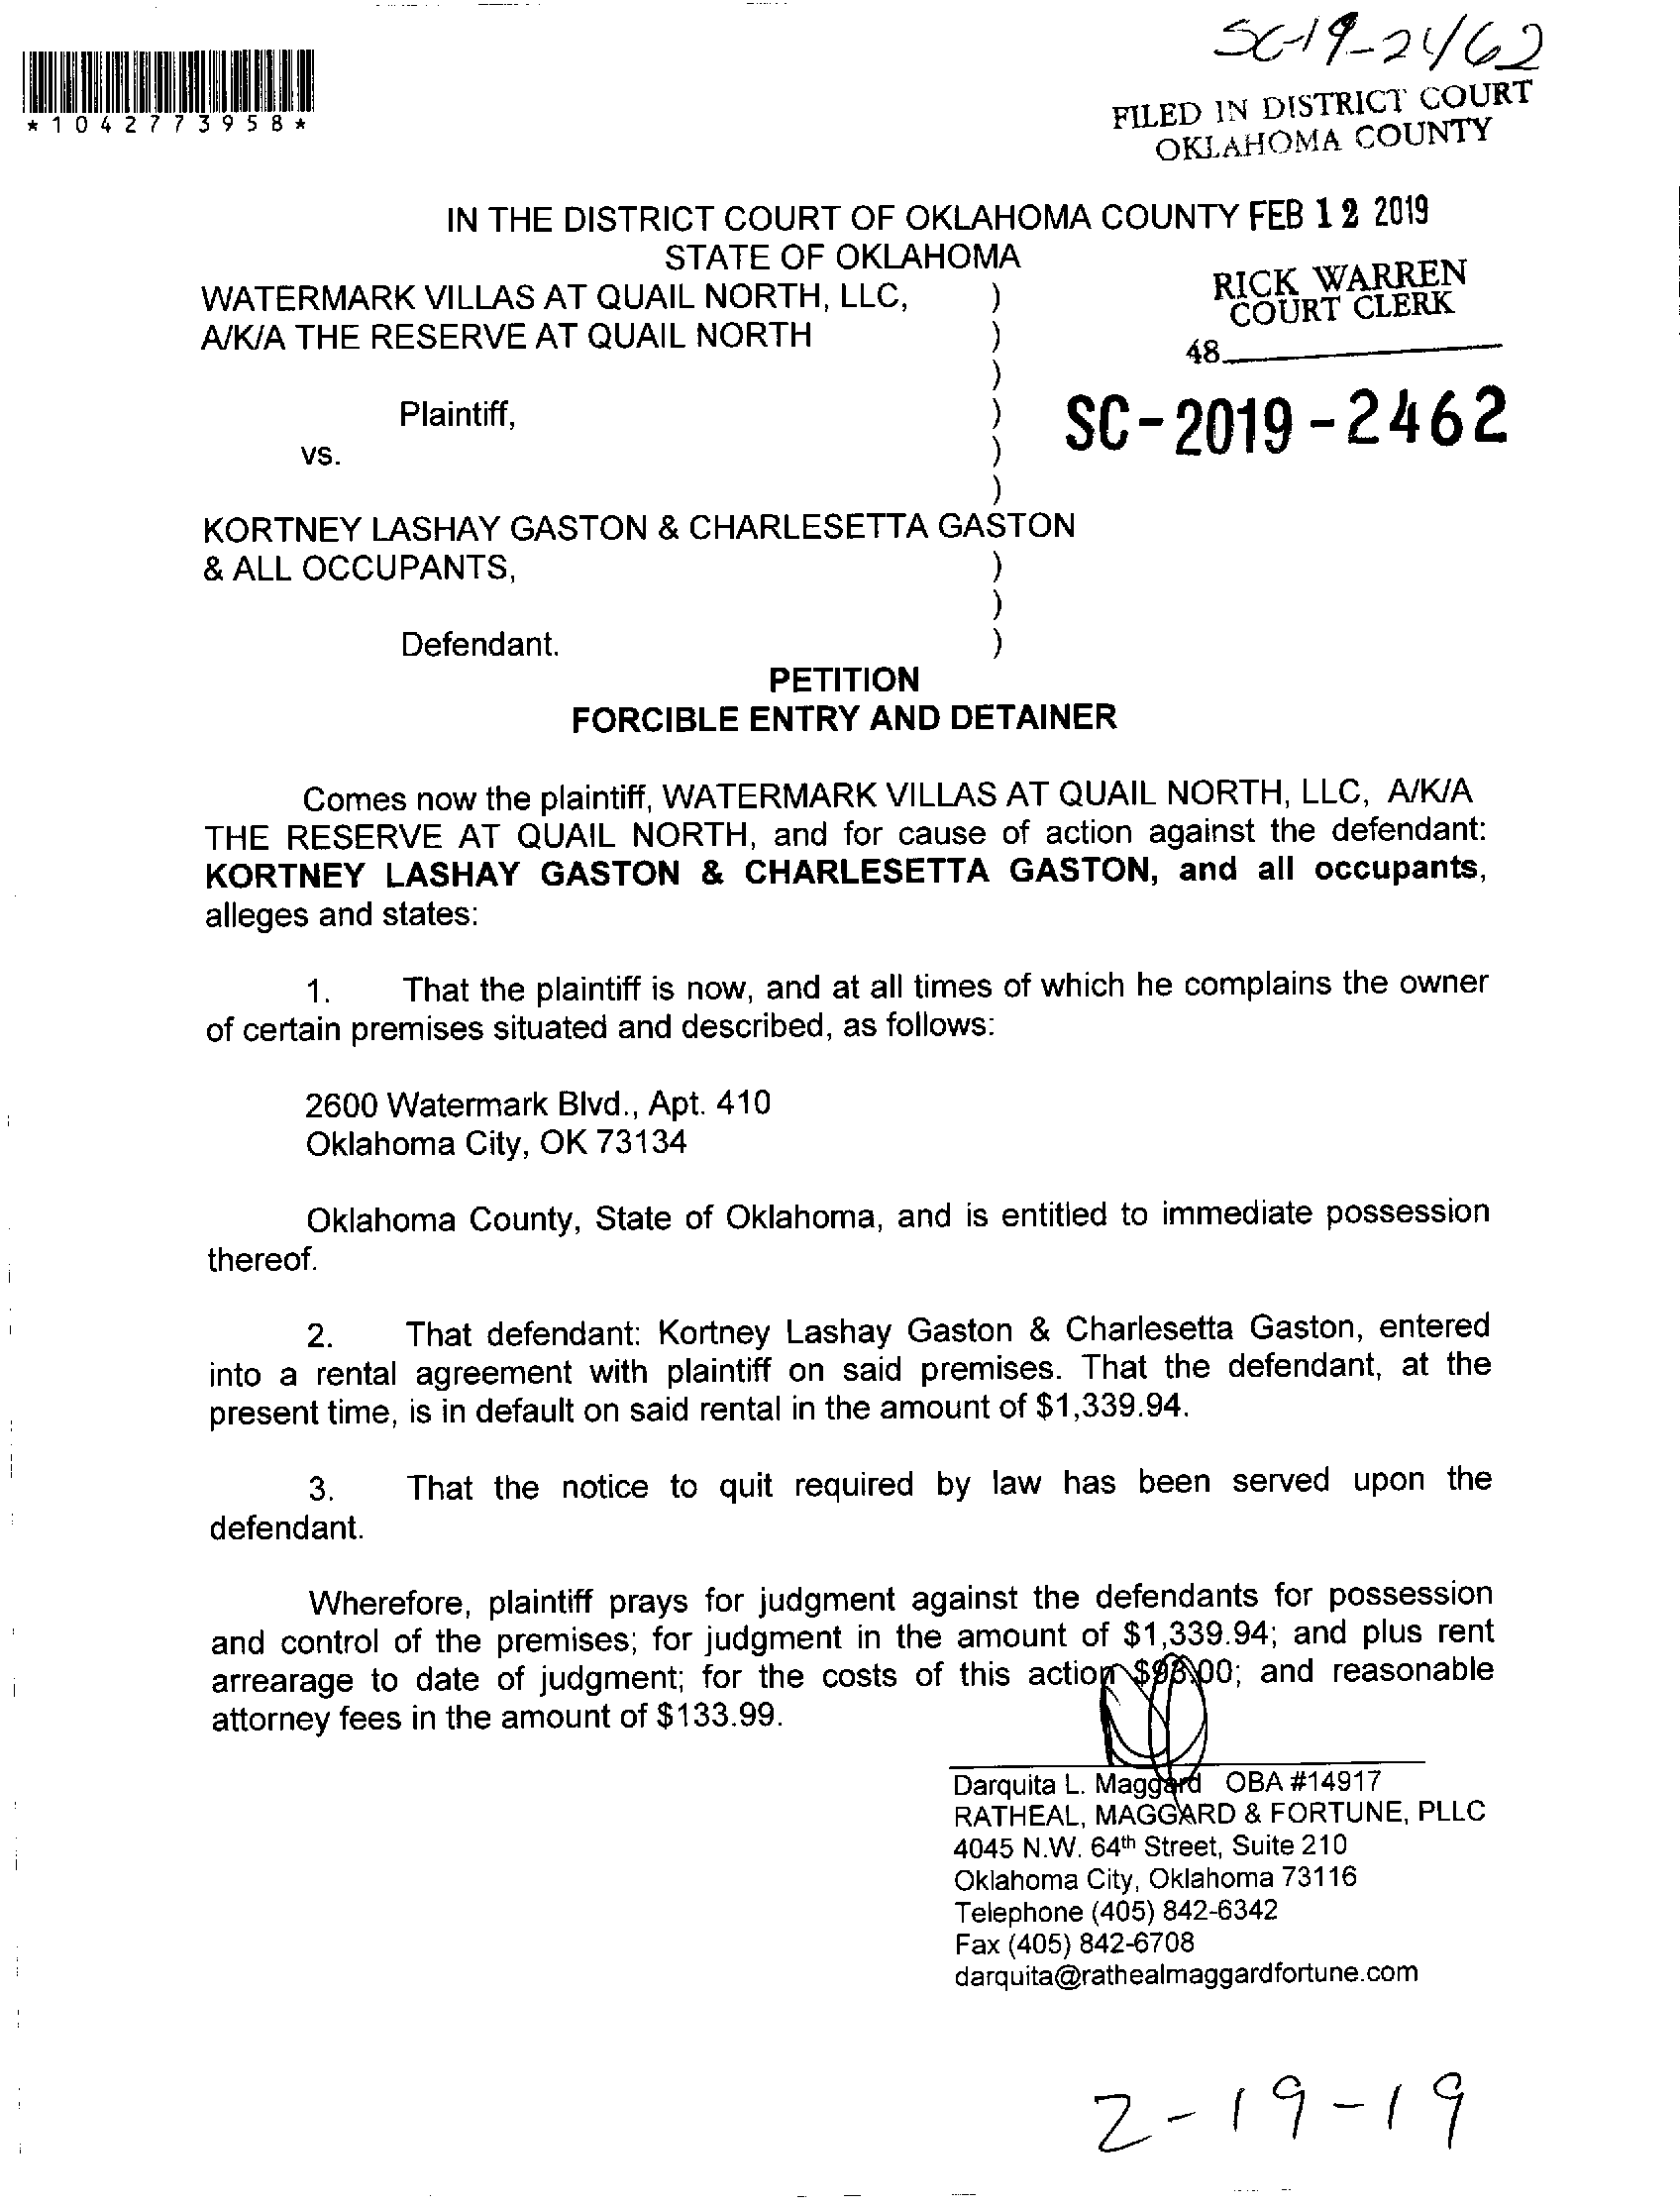 SC-19-2462
*1042773958*
FILED IN DISTRICT COURT
OKLAHOMA COUNTY
IN THE DISTRICT COURT OF OKLAHOMA COUNTY FEB 12 2019
STATE OF OKLAHOMA
WATERMARK VILLAS AT QUAIL NORTH, LLC, )
A/K/A THE RESERVE AT QUAIL NORTH )
RICK WARREN
COURT CLERK
48
)
Plaintiff, )
SC-2019-2462
vs. )
)
KORTNEY LASHAY GASTON & CHARLESETTA GASTON
& ALL OCCUPANTS, )
)
Defendant. )
PETITION
FORCIBLE ENTRY AND DETAINER
Comes now the plaintiff, WATERMARK VILLAS AT QUAIL NORTH, LLC, A/K/A
THE RESERVE AT QUAIL NORTH, and for cause of action against the defendant:
KORTNEY LASHAY GASTON & CHARLESETTA GASTON, and all occupants,
alleges and states:
1. That the plaintiff is now, and at all times of which he complains the owner
of certain premises situated and described, as follows:
2600 Watermark Blvd., Apt. 410
Oklahoma City, OK 73134
Oklahoma County, State of Oklahoma, and is entitled to immediate possession
thereof.
2. That defendant: Kortney Lashay Gaston & Charlesetta Gaston, entered
into a rental agreement with plaintiff on said premises. That the defendant, at the
present time, is in default on said rental in the amount of $1,339.94.
3. That the notice to quit required by law has been served upon the
defendant.
Wherefore, plaintiff prays for judgment against the defendants for possession
and control of the premises; for judgment in the amount of $1,339.94; and plus rent
arrearage to date of judgment; for the costs of this action and reasonable
attorney fees in the amount of $133.99.
Darquita L. Maggard OBA #14917
RATHEAL, MAGGARD & FORTUNE, PLLC
4045 N.W. 64th Street, Suite 210
Oklahoma City, Oklahoma 73116
Telephone (405) 842-6342
Fax (405) 842-6708
darquita@rathealmaggardfortune.com
2-19-19